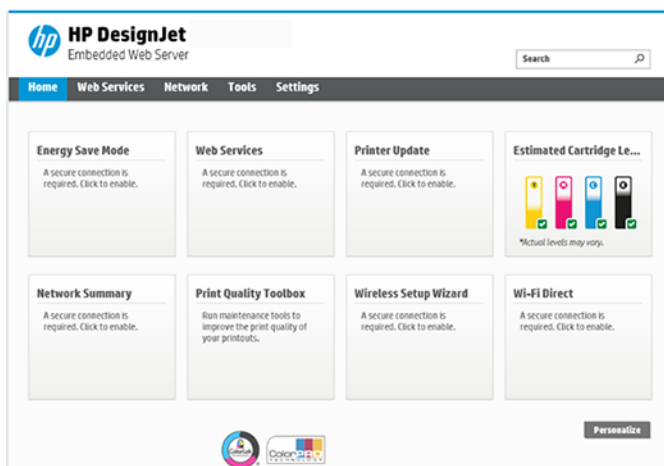 hp
HP DesignJet
Embedded Web Server
Search
Home Web Services Network Tools Settings
Energy Save Mode
A secure connection is
required. Click to enable.
Web Services
A secure connection is
required. Click to enable.
Printer Update
A secure connection is
required. Click to enable.
Estimated Cartridge Le...
Y
M
C
K
*Actual levels may vary.
Network Summary
A secure connection is
required. Click to enable.
Print Quality Toolbox
Run maintenance tools to
improve the print quality of
your printouts.
Wireless Setup Wizard
A secure connection is
required. Click to enable.
Wi-Fi Direct
A secure connection is
required. Click to enable.
Personalize
ColorPRO
TECHNOLOGY